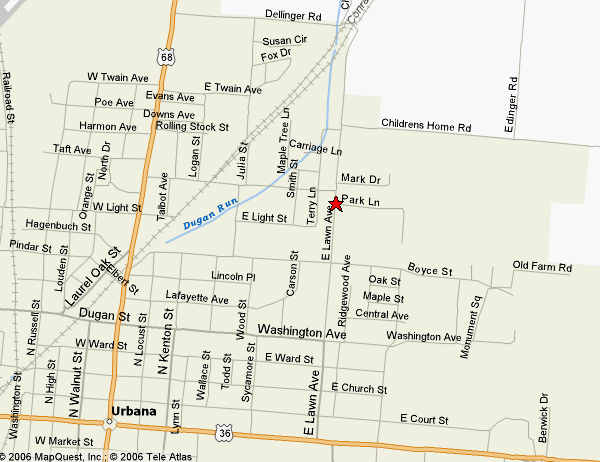 Dellinger Rd
Conra
Ch
Susan Cir
Fox Dr
68
W Twain Ave
E Twain Ave
Evans Ave
Poe Ave
Downs Ave
Harmon Ave
Rolling Stock St
Childrens Home Rd
Edinger Rd
Railroad St
Taft Ave
North Dr
Logan St
Julia St
Maple Tree Ln
Carriage Ln
Smith St
Mark Dr
Orange St
Talbot Ave
Terry Ln
Park Ln
W Light St
Dugan Run
E Light St
Hagenbuch St
E Lawn Ave
Pindar St
Louden St
Laurel Oak St
Elbert St
Lincoln Pl
Carson St
Boyce St
Old Farm Rd
Oak St
Lafayette Ave
Maple St
Ridgewood Ave
Central Ave
Monument Sq
Dugan St
Wood St
Washington Ave
Washington Ave
N Russell St
N Locust St
N Kenton St
W Ward St
E Ward St
N High St
N Walnut St
Wallace St
Todd St
Sycamore St
Washington St
E Lawn Ave
E Church St
Urbana
Lynn St
E Court St
Berwick Dr
36
W Market St
© 2006 MapQuest, Inc.; © 2006 Tele Atlas